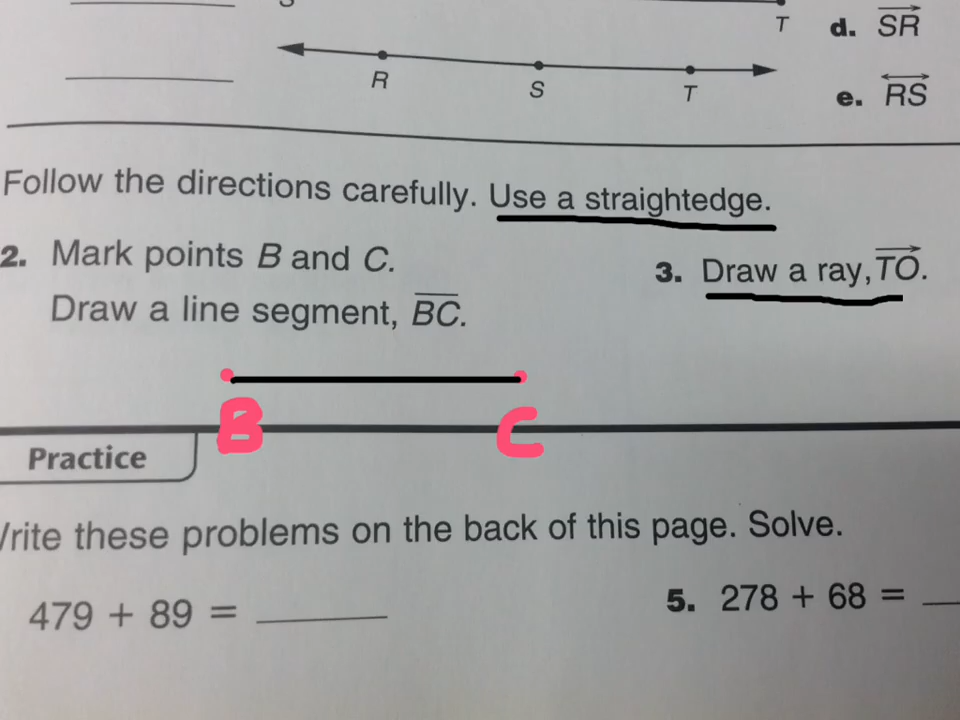 T d. SR
R S T
e. RS
Follow the directions carefully. Use a straightedge.
2. Mark points B and C.
Draw a line segment, BC.
3. Draw a ray, TO.
B C
Practice
Write these problems on the back of this page. Solve.
479 + 89 =
5. 278 + 68 =